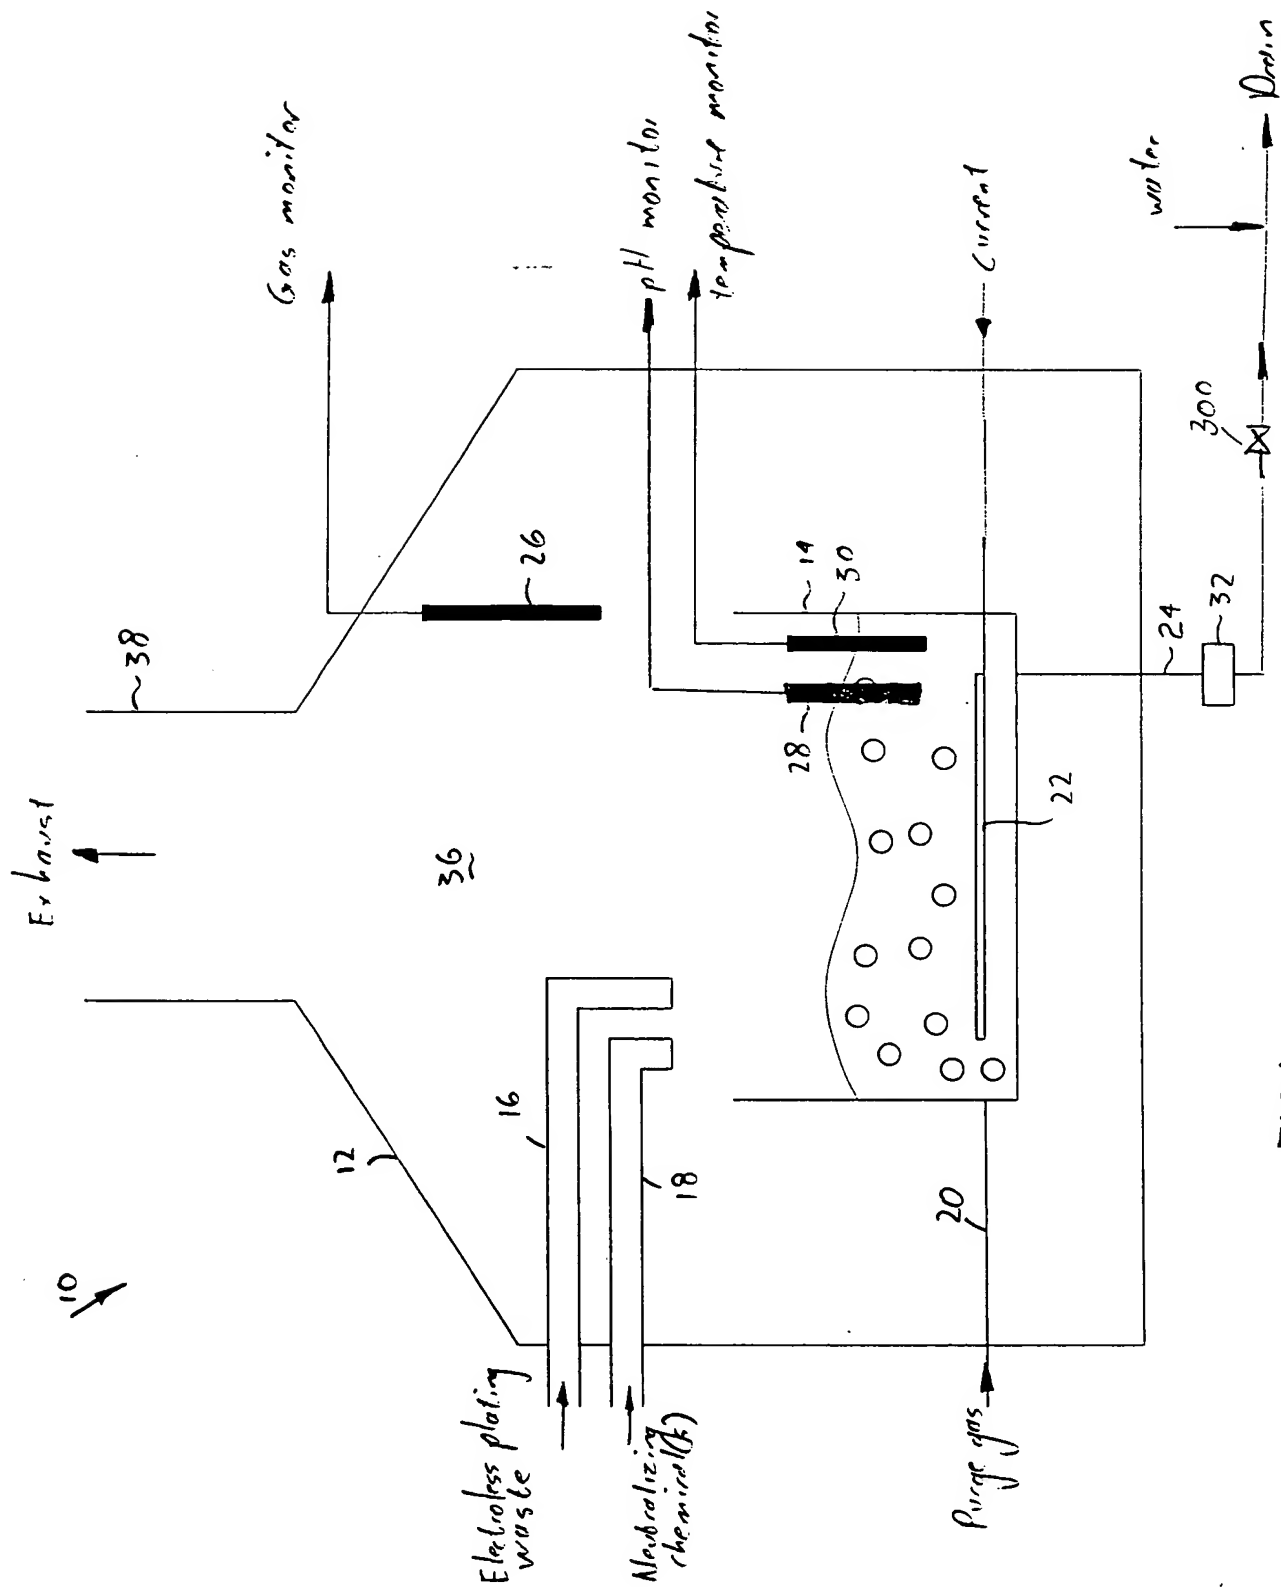 10
Exhaust
38
Gas monitor
12
36
26
Electroless plating
waste
16
Neutralizing
18
pH monitor
temperature monitor
14
30
28
Purge gas
20
22
Current
24
32
300
water
Drain